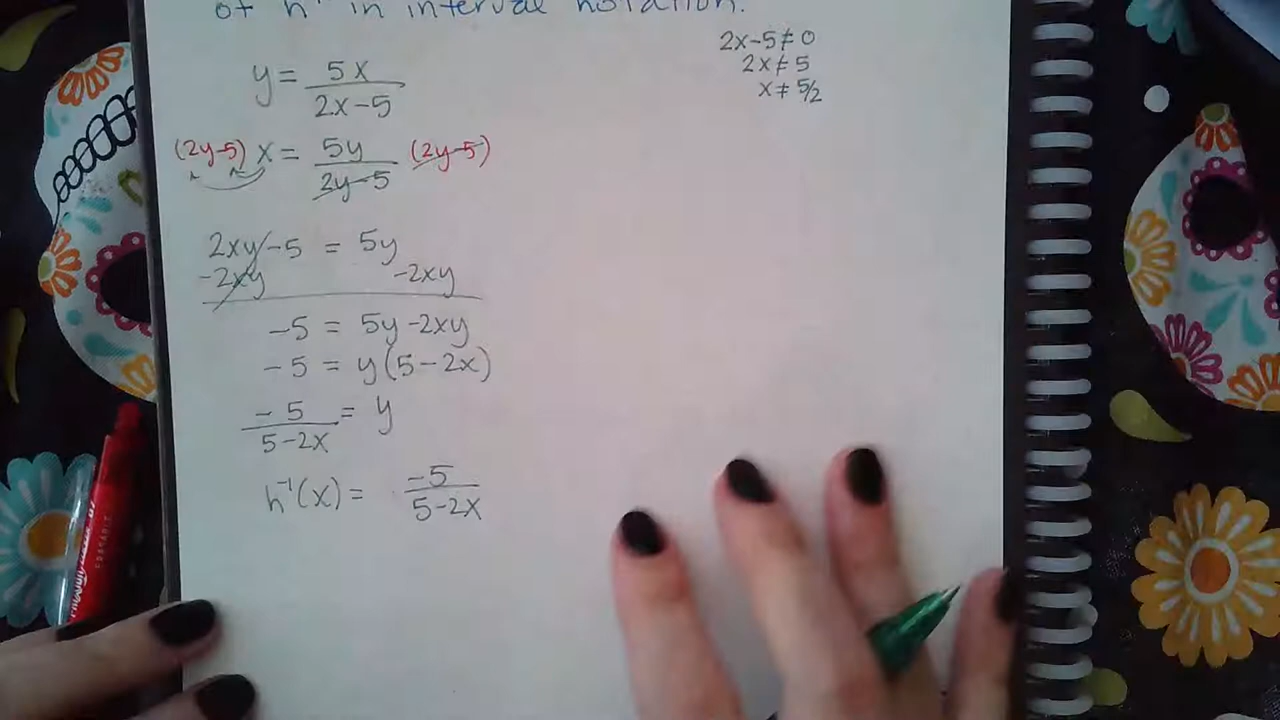 of h⁻¹ in interval notation.
2x-5≠0
2x≠5
x≠5/2
y = 5x/(2x-5)
(2y-5) x = 5y/(2y-5) (2y-5)
2xy-5 = 5y
-2xy -2xy
-5 = 5y-2xy
-5 = y(5-2x)
-5/(5-2x) = y
h⁻¹(x) = -5/(5-2x)